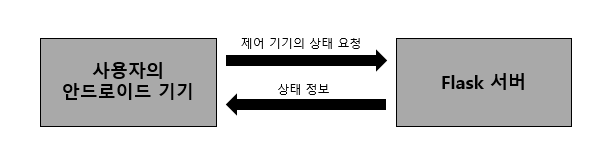 제어 기기의 상태 요청
사용자의
안드로이드 기기
Flask 서버
상태 정보